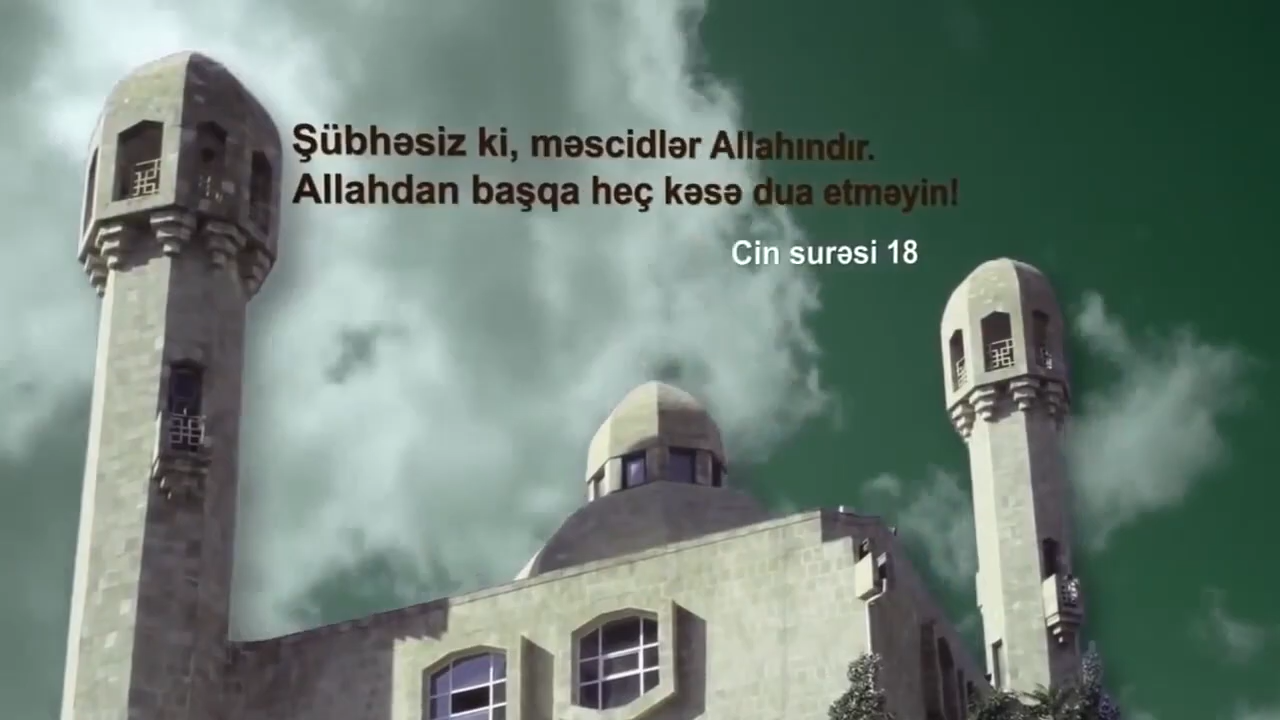 Şübhəsiz ki, məscidlər Allahındır.
Allahdan başqa heç kəsə dua etməyin!
Cin surəsi 18